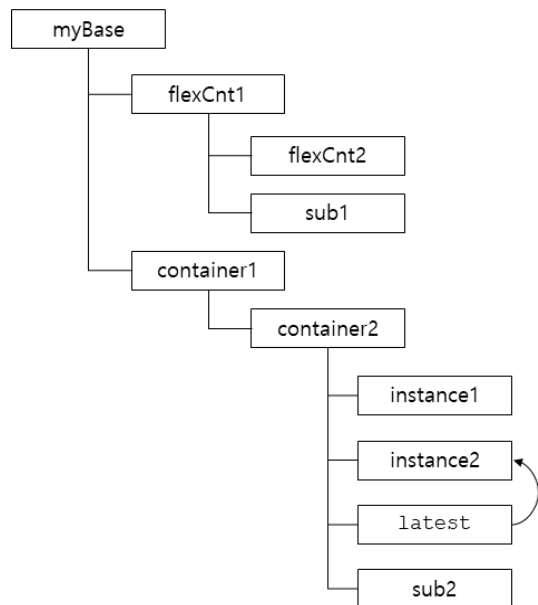 myBase
flexCnt1
flexCnt2
sub1
container1
container2
instance1
instance2
latest
sub2